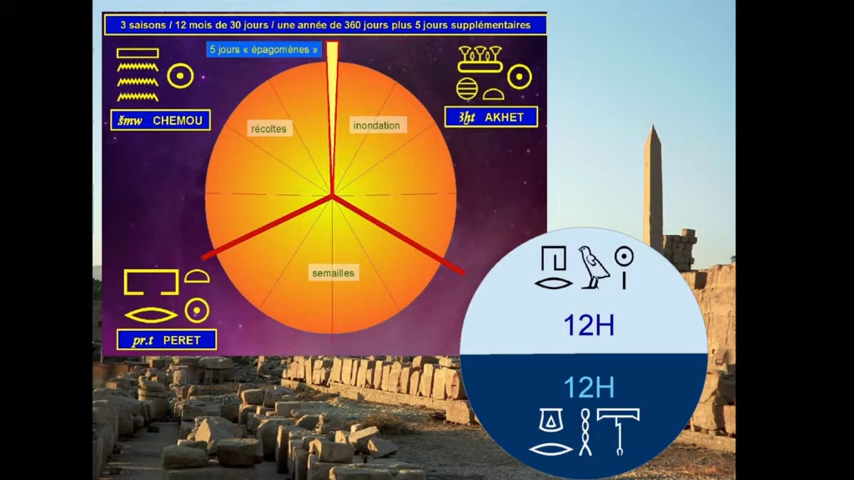 3 saisons / 12 mois de 30 jours / une année de 360 jours plus 5 jours supplémentaires
5 jours « épagomènes »
šmw CHEMOU
récoltes
inondation
ȝḫt AKHET
semailles
pr.t PERET
12H
12H